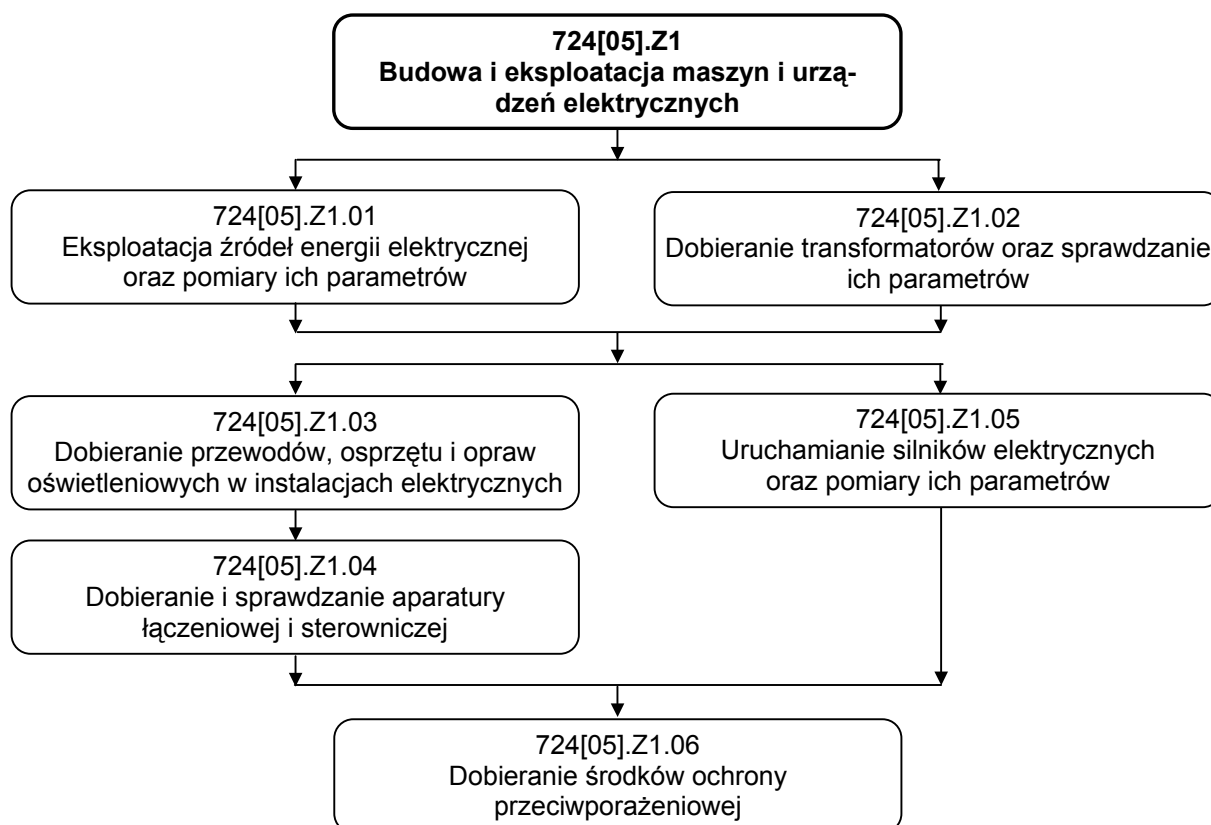 724[05].Z1
Budowa i eksploatacja maszyn i urzą-
dzeń elektrycznych
724[05].Z1.01
Eksploatacja źródeł energii elektrycznej
oraz pomiary ich parametrów
724[05].Z1.02
Dobieranie transformatorów oraz sprawdzanie
ich parametrów
724[05].Z1.03
Dobieranie przewodów, osprzętu i opraw
oświetleniowych w instalacjach elektrycznych
724[05].Z1.05
Uruchamianie silników elektrycznych
oraz pomiary ich parametrów
724[05].Z1.04
Dobieranie i sprawdzanie aparatury
łączeniowej i sterowniczej
724[05].Z1.06
Dobieranie środków ochrony
przeciwporażeniowej